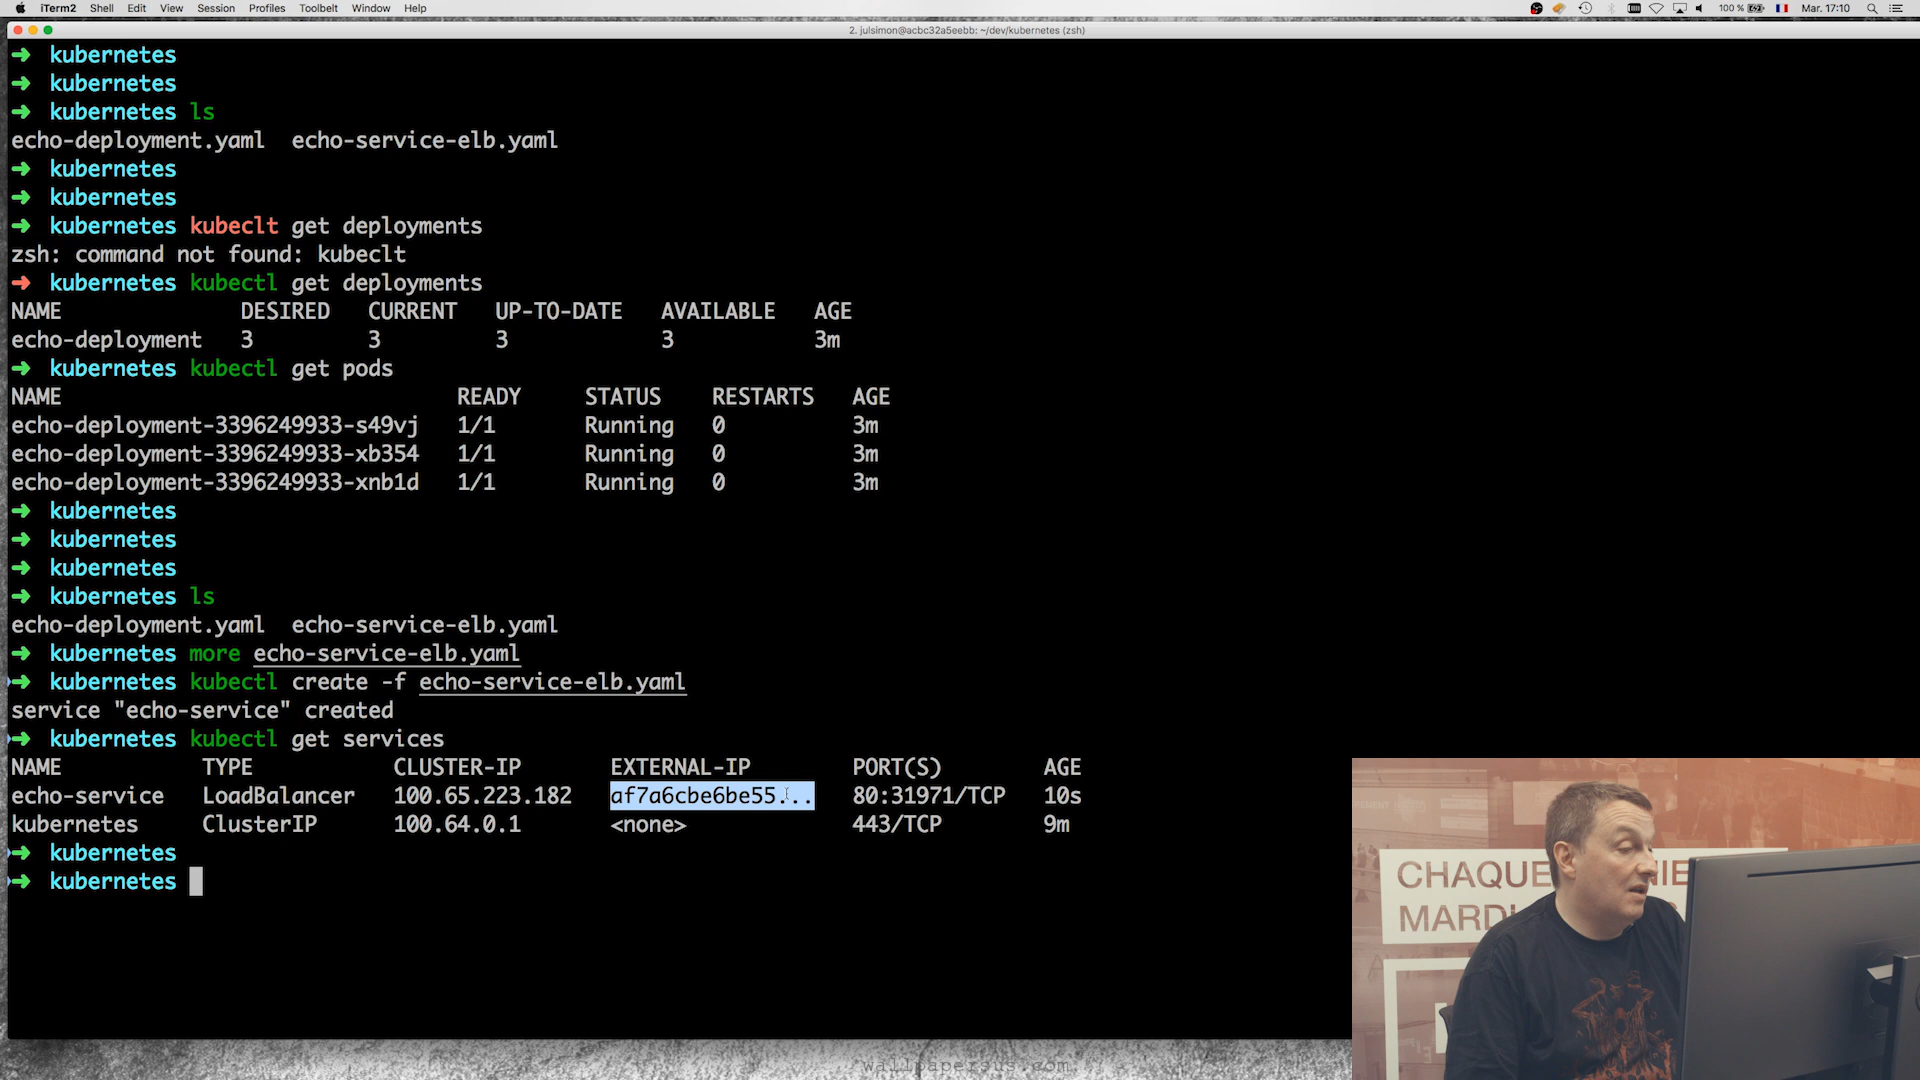 iTerm2 Shell Edit View Session Profiles Toolbelt Window Help 100 % Mar. 17:10
2. julsimon@acbc32a5eebb: ~/dev/kubernetes (zsh)
➜ kubernetes
➜ kubernetes
➜ kubernetes ls
echo-deployment.yaml echo-service-elb.yaml
➜ kubernetes
➜ kubernetes
➜ kubernetes kubeclt get deployments
zsh: command not found: kubeclt
➜ kubernetes kubectl get deployments
NAME DESIRED CURRENT UP-TO-DATE AVAILABLE AGE
echo-deployment 3 3 3 3 3m
➜ kubernetes kubectl get pods
NAME READY STATUS RESTARTS AGE
echo-deployment-3396249933-s49vj 1/1 Running 0 3m
echo-deployment-3396249933-xb354 1/1 Running 0 3m
echo-deployment-3396249933-xnb1d 1/1 Running 0 3m
➜ kubernetes
➜ kubernetes
➜ kubernetes
➜ kubernetes ls
echo-deployment.yaml echo-service-elb.yaml
➜ kubernetes more echo-service-elb.yaml
➜ kubernetes kubectl create -f echo-service-elb.yaml
service "echo-service" created
➜ kubernetes kubectl get services
NAME TYPE CLUSTER-IP EXTERNAL-IP PORT(S) AGE
echo-service LoadBalancer 100.65.223.182 af7a6cbe6be55... 80:31971/TCP 10s
kubernetes ClusterIP 100.64.0.1 <none> 443/TCP 9m
➜ kubernetes
➜ kubernetes
CHAQUE
MARDI
wallpapersus.com